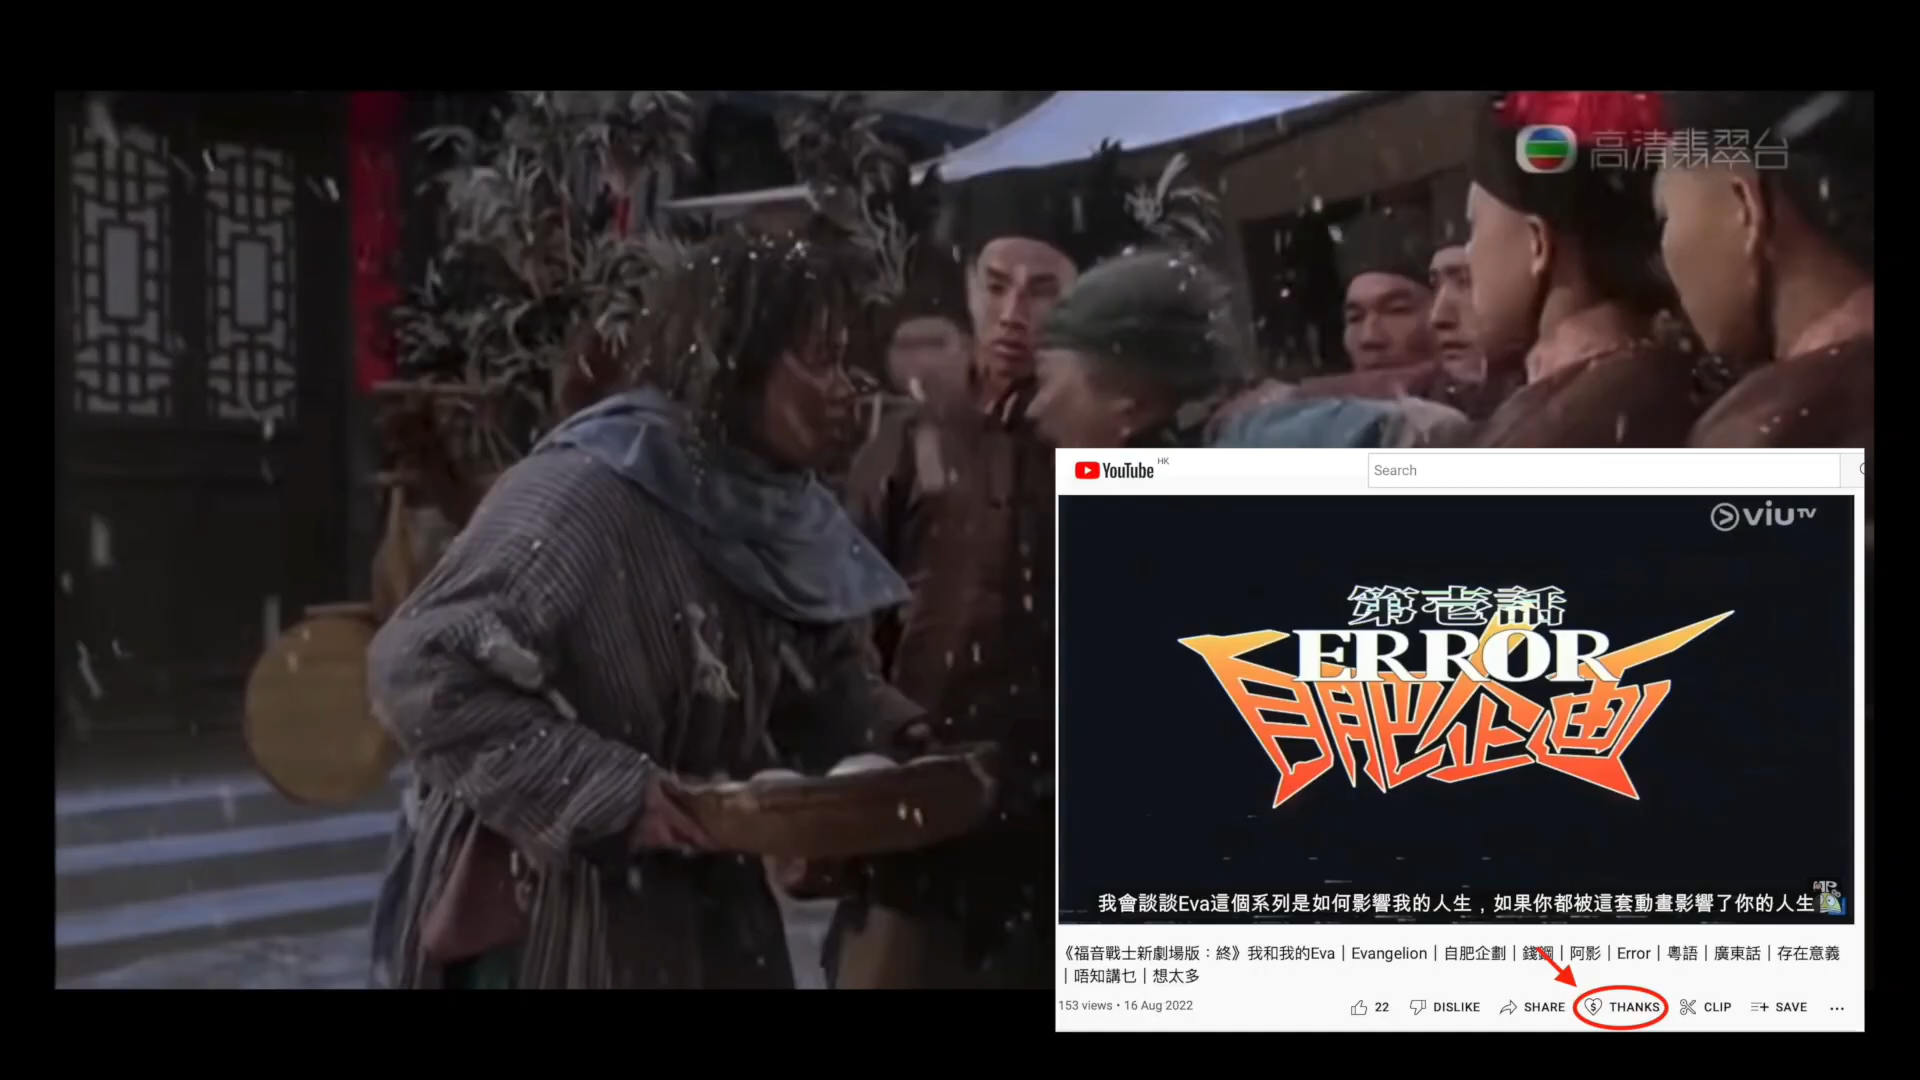 高清翡翠台
YouTube HK
Search
viu TV
第壱話
ERROR
自肥企画
我會談談Eva這個系列是如何影響我的人生，如果你都被這套動畫影響了你的人生
《福音戰士新劇場版：終》我和我的Eva｜Evangelion｜自肥企劃｜錢鋼｜阿影｜Error｜粵語｜廣東話｜存在意義
｜唔知講乜｜想太多
153 views • 16 Aug 2022
22 DISLIKE SHARE THANKS CLIP SAVE ...